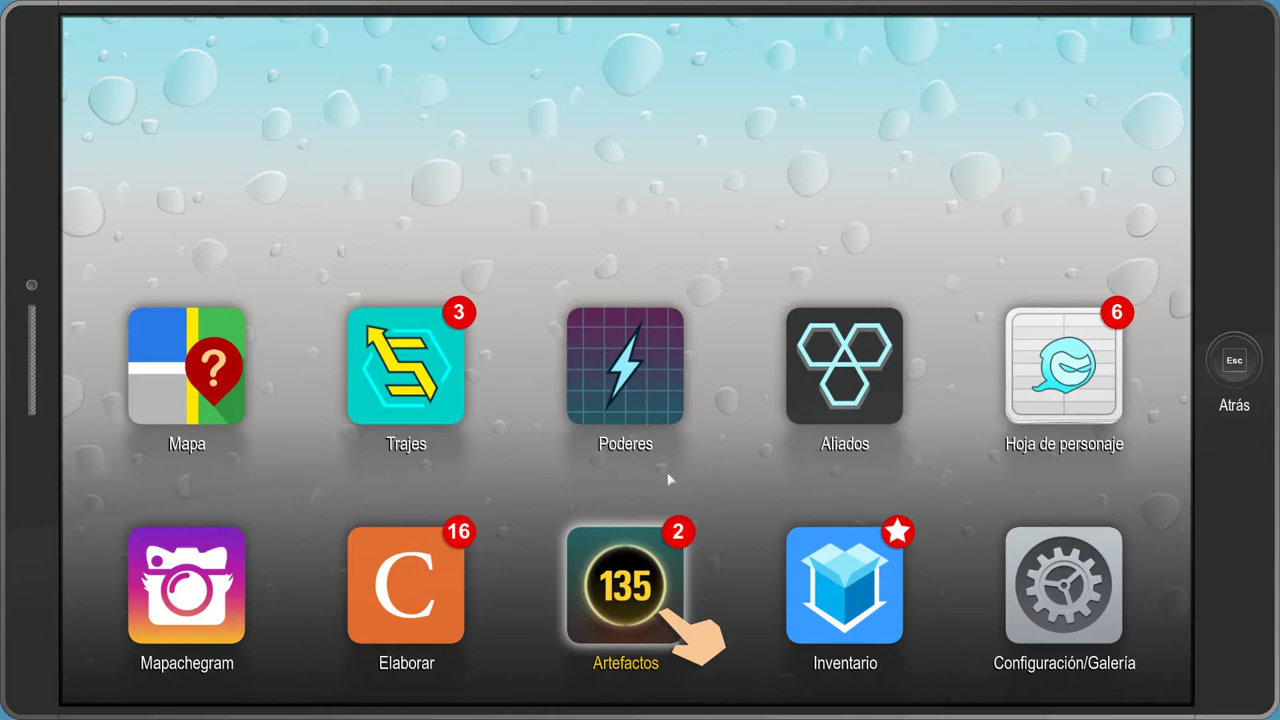 3
6
Mapa
Trajes
Poderes
Aliados
Hoja de personaje
Esc
Atrás
16
2
C
135
Mapachegram
Elaborar
Artefactos
Inventario
Configuración/Galería
?